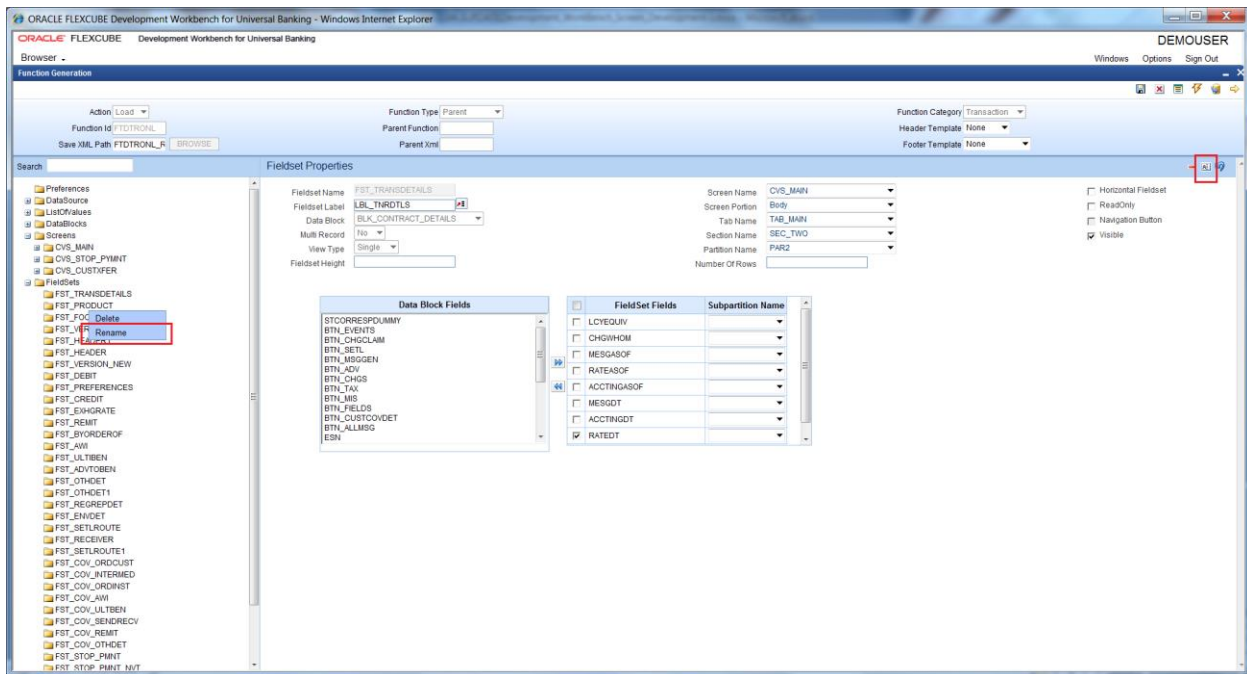 ORACLE FLEXCUBE Development Workbench for Universal Banking - Windows Internet Explorer
ORACLE FLEXCUBE Development Workbench for Universal Banking
DEMOUSER
Browser
Windows Options Sign Out
Function Generation
Action Load
Function Type Parent
Function Category Transaction
Function Id FTDTRONL
Parent Function
Header Template None
Save XML Path FTDTRONL_R BROWSE
Parent Xml
Footer Template None
Search
Fieldset Properties
Preferences
DataSource
ListOfValues
DataBlocks
Screens
CVS_MAIN
CVS_STOP_PYMNT
CVS_CUSTXFER
FieldSets
FST_TRANSDETAILS
FST_PRODUCT
FST_FOO
Delete
FST_VER
Rename
FST_HEADER1
FST_HEADER
FST_VERSION_NEW
FST_DEBIT
FST_PREFERENCES
FST_CREDIT
FST_EXHGRATE
FST_REMIT
FST_BYORDEROF
FST_AWI
FST_ULTIBEN
FST_ADVTOBEN
FST_OTHDET
FST_OTHDET1
FST_REGREPDET
FST_ENVDET
FST_SETLROUTE
FST_RECEIVER
FST_SETLROUTE1
FST_COV_ORDCUST
FST_COV_INTERMED
FST_COV_ORDINST
FST_COV_AWI
FST_COV_ULTBEN
FST_COV_SENDRECV
FST_COV_REMIT
FST_COV_OTHDET
FST_STOP_PMNT
FST_STOP_PMNT_NVT
Fieldset Name FST_TRANSDETAILS
Fieldset Label LBL_TNRDTLS
Data Block BLK_CONTRACT_DETAILS
Multi Record No
View Type Single
Fieldset Height
Screen Name CVS_MAIN
Screen Portion Body
Tab Name TAB_MAIN
Section Name SEC_TWO
Partition Name PAR2
Number Of Rows
Horizontal Fieldset
ReadOnly
Navigation Button
Visible
Data Block Fields
STCORRESPDUMMY
BTN_EVENTS
BTN_CHGCLAIM
BTN_SETL
BTN_MSGGEN
BTN_ADV
BTN_CHGS
BTN_TAX
BTN_MIS
BTN_FIELDS
BTN_CUSTCOVDET
BTN_ALLMSG
ESN
FieldSet Fields Subpartition Name
LCYEQUIV
CHGWHOM
MESGASOF
RATEASOF
ACCTINGASOF
MESGDT
ACCTINGDT
RATEDT